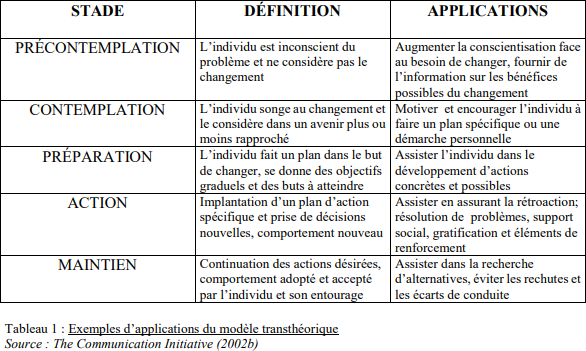 STADE DÉFINITION APPLICATIONS
PRÉCONTEMPLATION L'individu est inconscient du Augmenter la conscientisation face
problème et ne considère pas le au besoin de changer, fournir de
changement l'information sur les bénéfices
possibles du changement
CONTEMPLATION L'individu songe au changement et Motiver et encourager l'individu à
le considère dans un avenir plus ou faire un plan spécifique ou une
moins rapproché démarche personnelle
PRÉPARATION L'individu fait un plan dans le but Assister l'individu dans le
de changer, se donne des objectifs développement d'actions
graduels et des buts à atteindre concrètes et possibles
ACTION Implantation d'un plan d'action Assister en assurant la rétroaction;
spécifique et prise de décisions résolution de problèmes, support
nouvelles, comportement nouveau social, gratification et éléments de
renforcement
MAINTIEN Continuation des actions désirées, Assister dans la recherche
comportement adopté et accepté d'alternatives, éviter les rechutes et
par l'individu et son entourage les écarts de conduite
Tableau 1 : Exemples d'applications du modèle transthéorique
Source : The Communication Initiative (2002b)